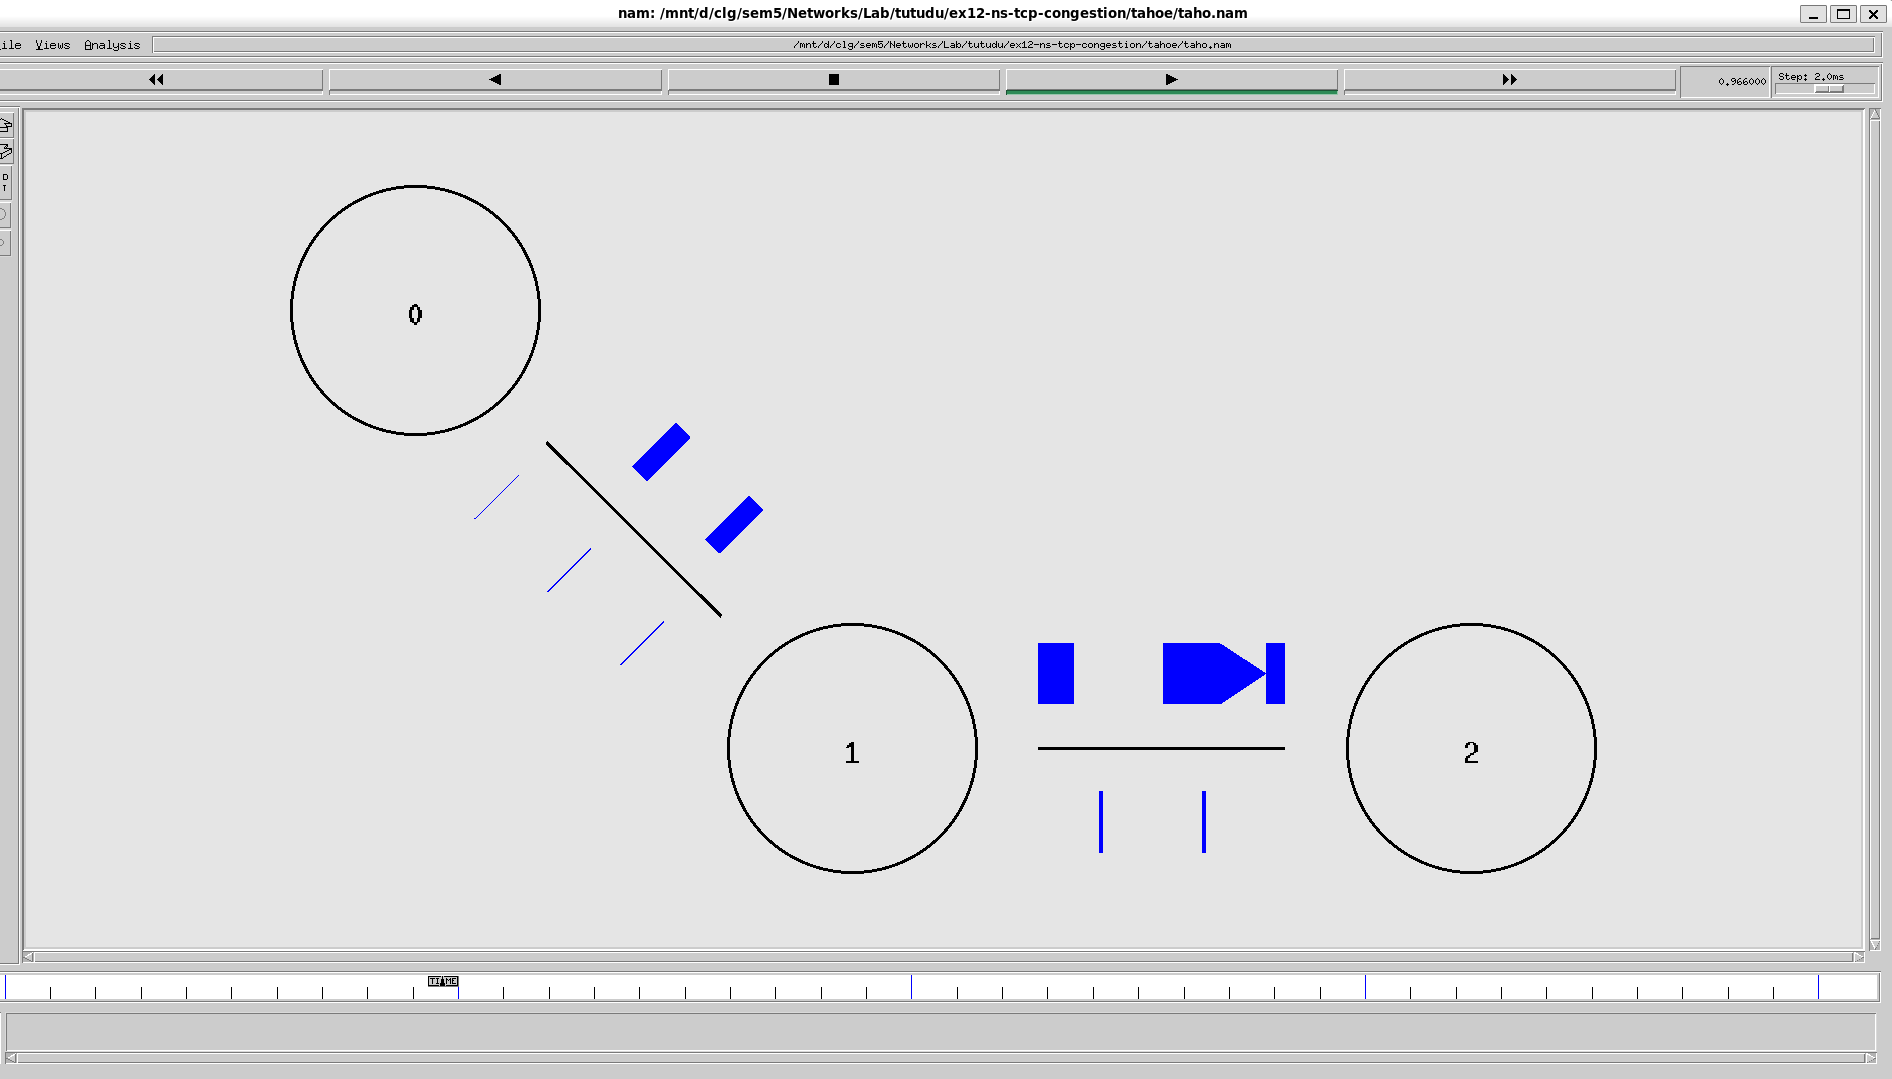 nam: /mnt/d/clg/sem5/Networks/Lab/tutudu/ex12-ns-tcp-congestion/tahoe/taho.nam
ile Views Analysis /mnt/d/clg/sem5/Networks/Lab/tutudu/ex12-ns-tcp-congestion/tahoe/taho.nam
0.966000 Step: 2.0ms
D
T
0
1
2
TIME